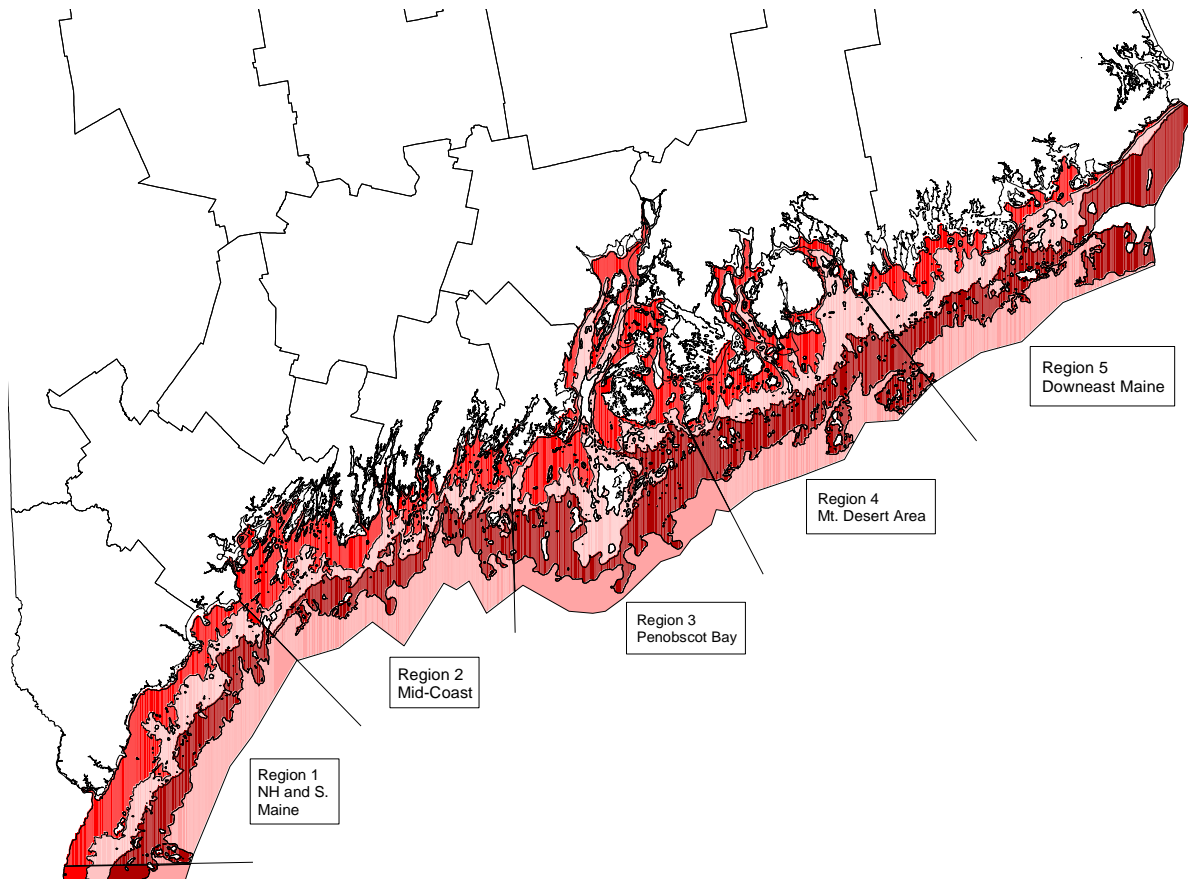 Region 5
Downeast Maine
Region 4
Mt. Desert Area
Region 3
Penobscot Bay
Region 2
Mid-Coast
Region 1
NH and S.
Maine